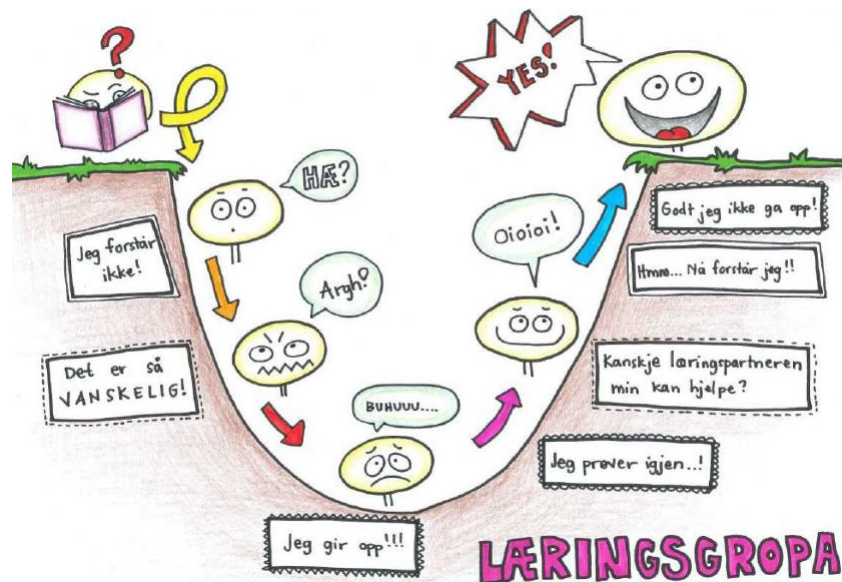 ?
YES!
HÆ?
Jeg forstår
ikke!
Argh!
Det er så
VANSKELIG!
BUHUUU....
Jeg gir opp!!!
Jeg prøver igjen..!
Kanskje læringspartneren
min kan hjelpe?
Oioioi!
Hmm... Nå forstår jeg!!
Godt jeg ikke ga opp!
LÆRINGSGROPA